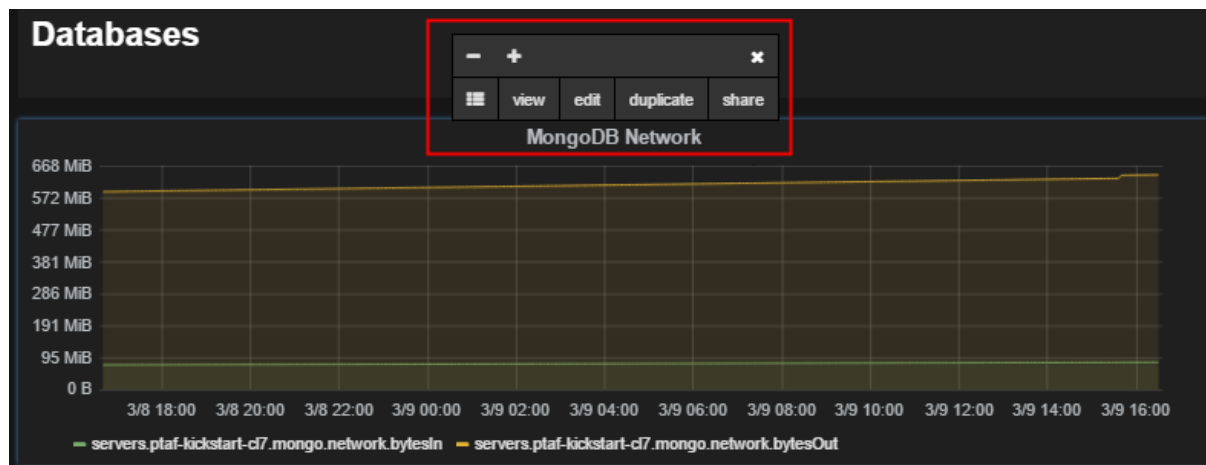 Databases
view edit duplicate share
MongoDB Network
668 MiB
572 MiB
477 MiB
381 MiB
286 MiB
191 MiB
95 MiB
0 B
3/8 18:00 3/8 20:00 3/8 22:00 3/9 00:00 3/9 02:00 3/9 04:00 3/9 06:00 3/9 08:00 3/9 10:00 3/9 12:00 3/9 14:00 3/9 16:00
servers.ptaf-kickstart-cl7.mongo.network.bytesIn servers.ptaf-kickstart-cl7.mongo.network.bytesOut